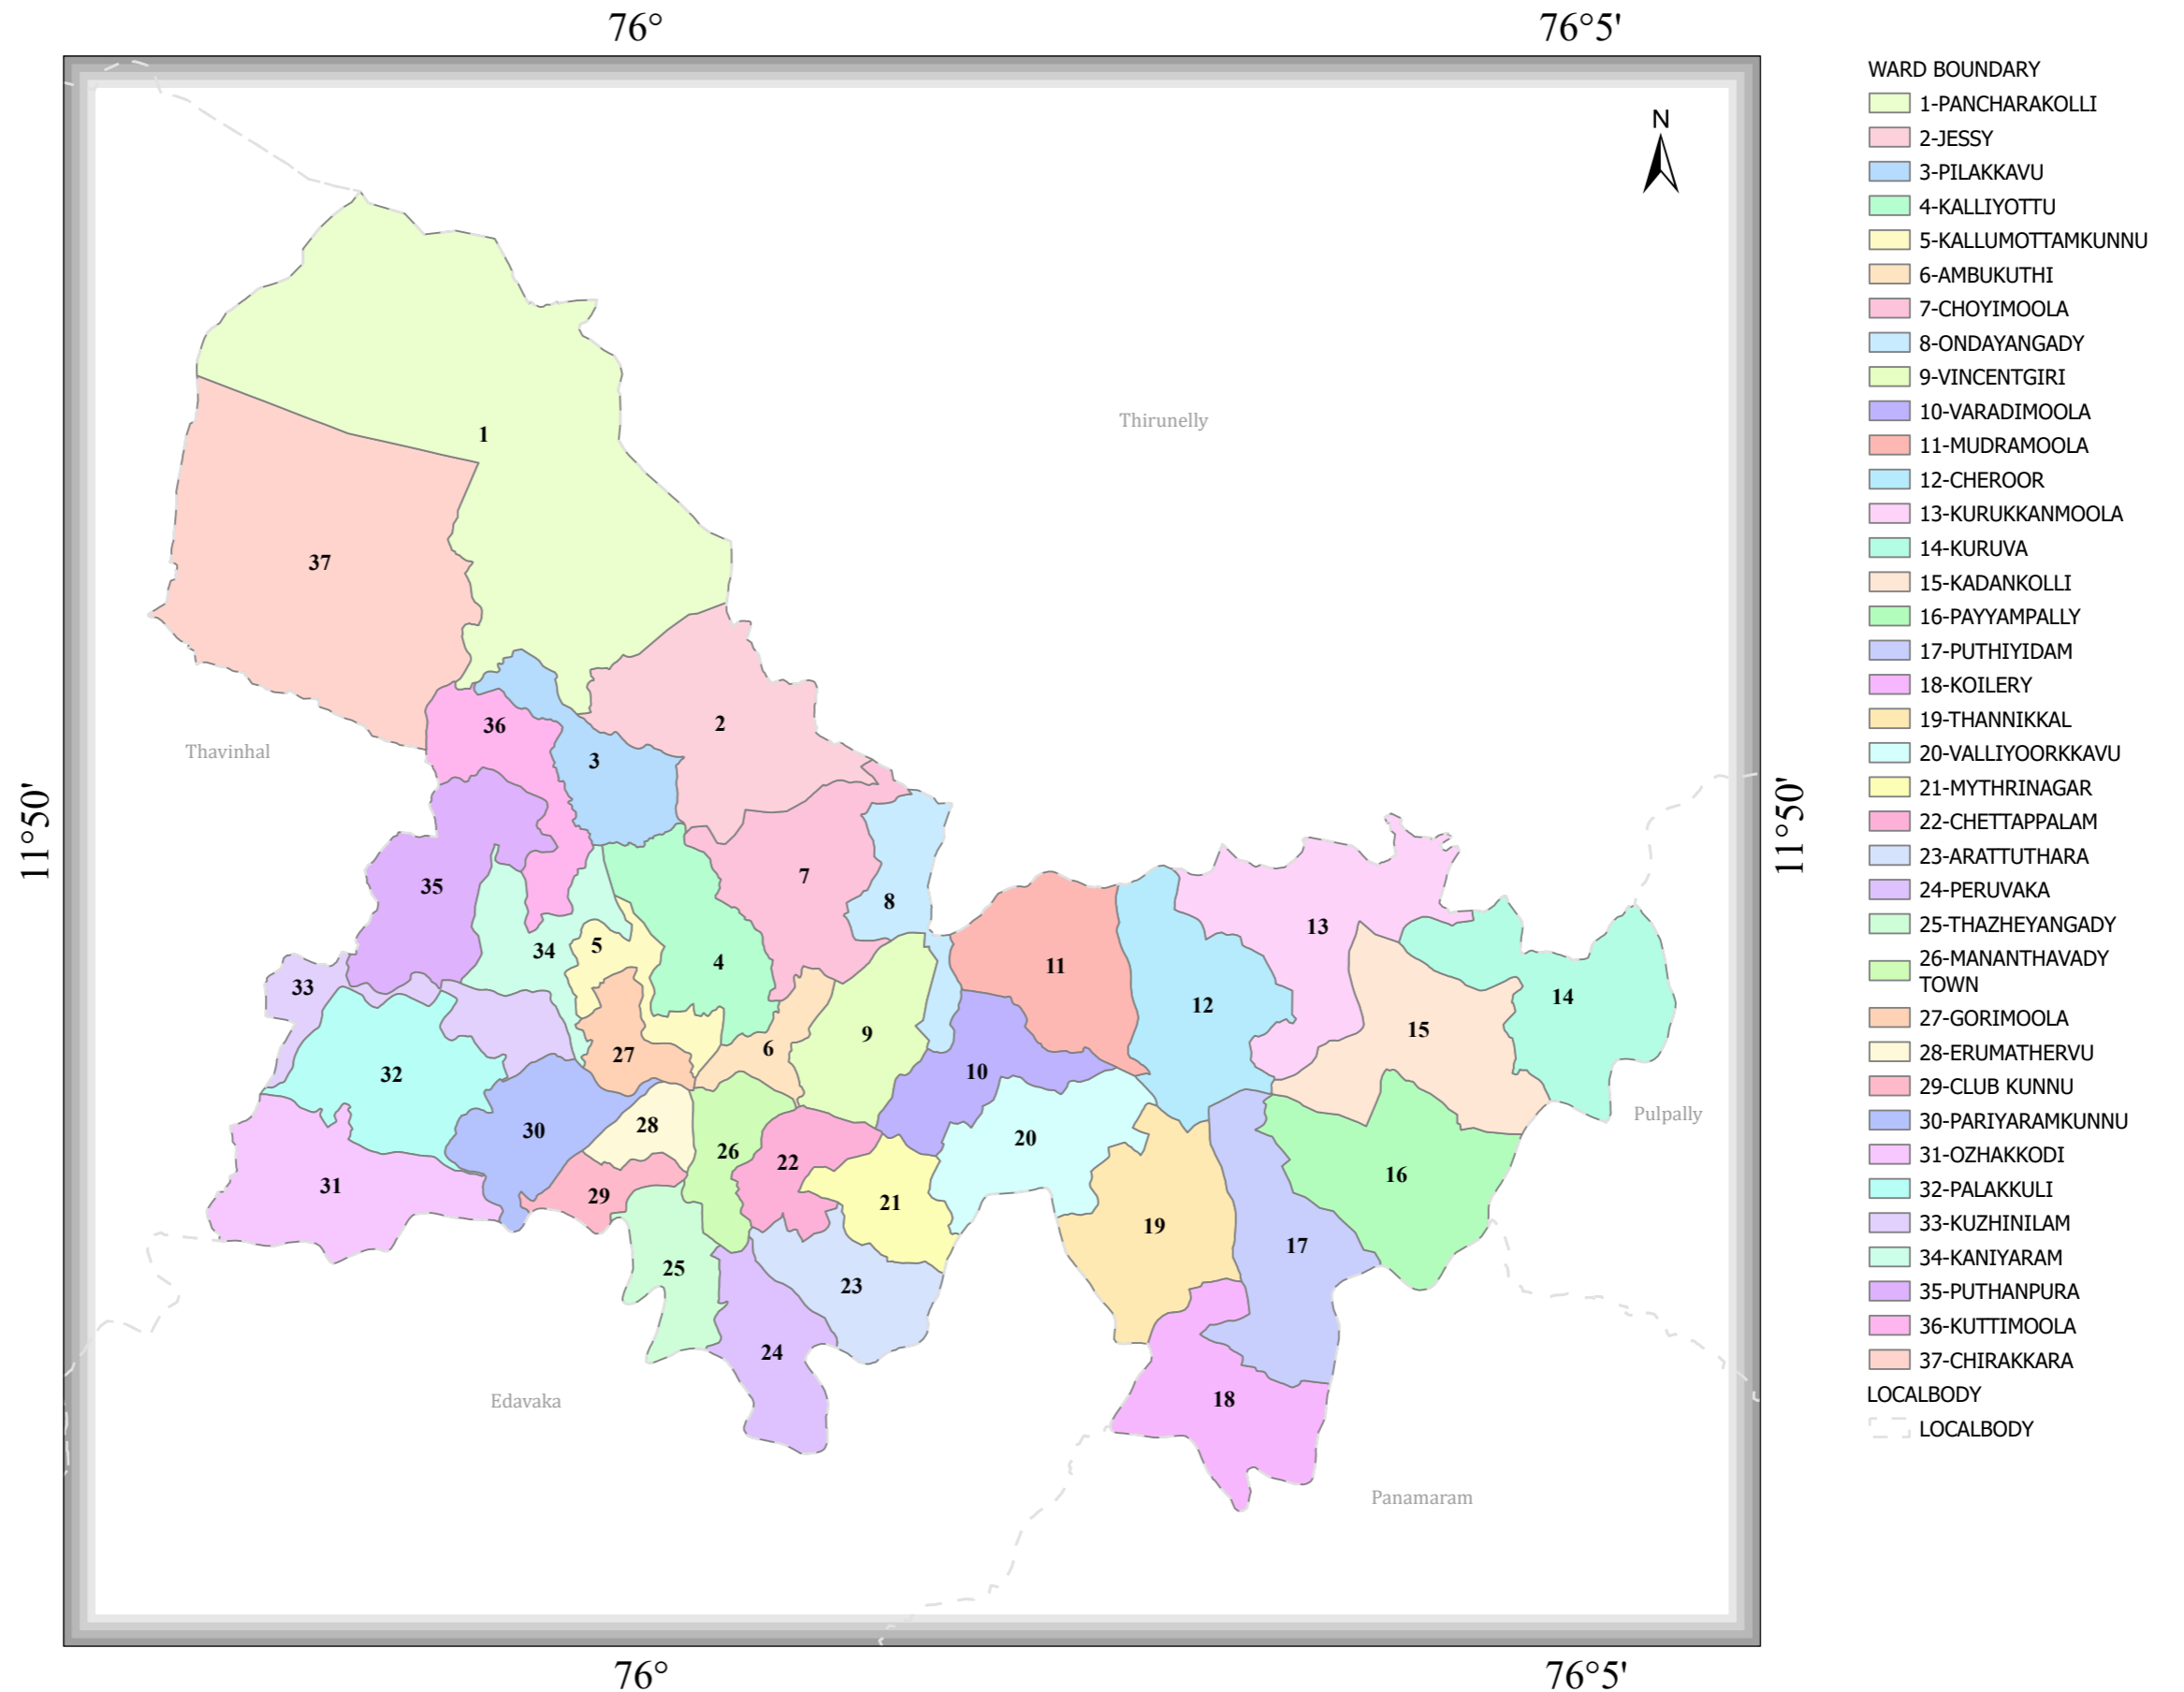 76°
76°5'
N
Thirunelly
Thavinhal
Pulpally
Edavaka
Panamaram
11°50'
11°50'
1
37
36
2
3
35
7
8
34
5
4
33
32
27
6
9
11
12
13
14
15
10
30
28
26
22
21
20
31
29
25
23
24
19
17
16
18
76°
76°5'
WARD BOUNDARY
1-PANCHARAKOLLI
2-JESSY
3-PILAKKAVU
4-KALLIYOTTU
5-KALLUMOTTAMKUNNU
6-AMBUKUTHI
7-CHOYIMOOLA
8-ONDAYANGADY
9-VINCENTGIRI
10-VARADIMOOLA
11-MUDRAMOOLA
12-CHEROOR
13-KURUKKANMOOLA
14-KURUVA
15-KADANKOLLI
16-PAYYAMPALLY
17-PUTHIYIDAM
18-KOILERY
19-THANNIKKAL
20-VALLIYOORKKAVU
21-MYTHRINAGAR
22-CHETTAPPALAM
23-ARATTUTHARA
24-PERUVAKA
25-THAZHEYANGADY
26-MANANTHAVADY
TOWN
27-GORIMOOLA
28-ERUMATHERVU
29-CLUB KUNNU
30-PARIYARAMKUNNU
31-OZHAKKODI
32-PALAKKULI
33-KUZHINILAM
34-KANIYARAM
35-PUTHANPURA
36-KUTTIMOOLA
37-CHIRAKKARA
LOCALBODY
LOCALBODY